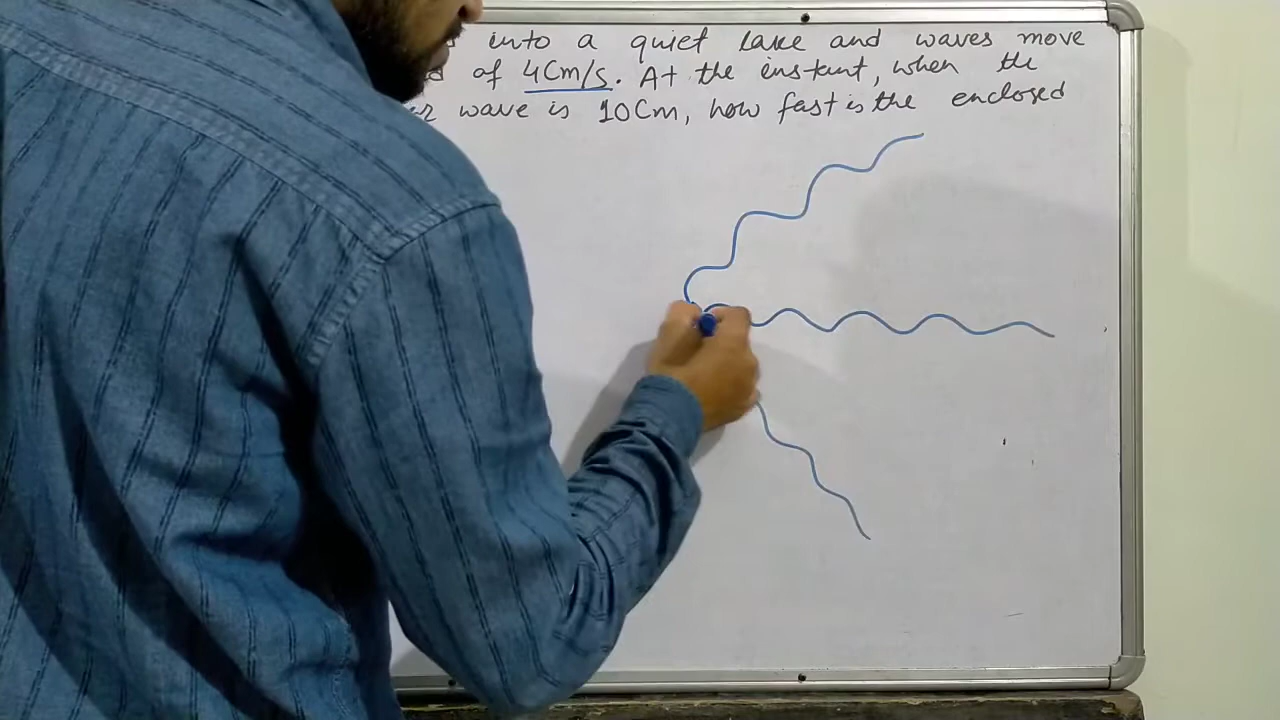 into a quiet lake and waves move
of 4Cm/s. At the instant, when the
wave is 10Cm, how fast is the enclosed